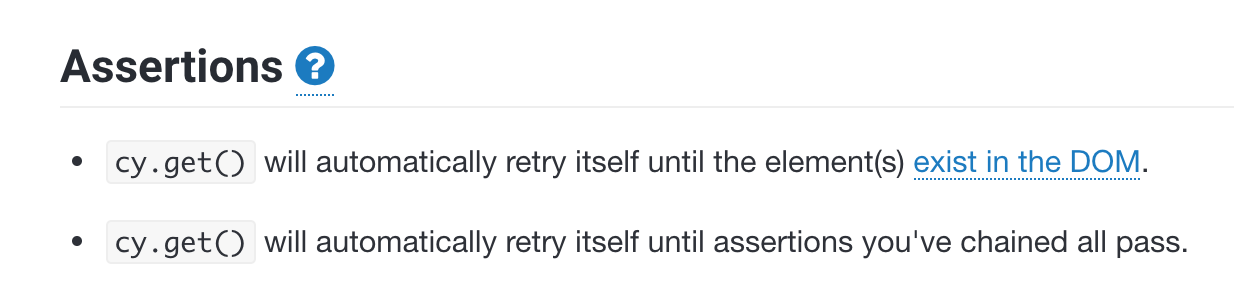 Assertions ?
• cy.get() will automatically retry itself until the element(s) exist in the DOM.
• cy.get() will automatically retry itself until assertions you've chained all pass.